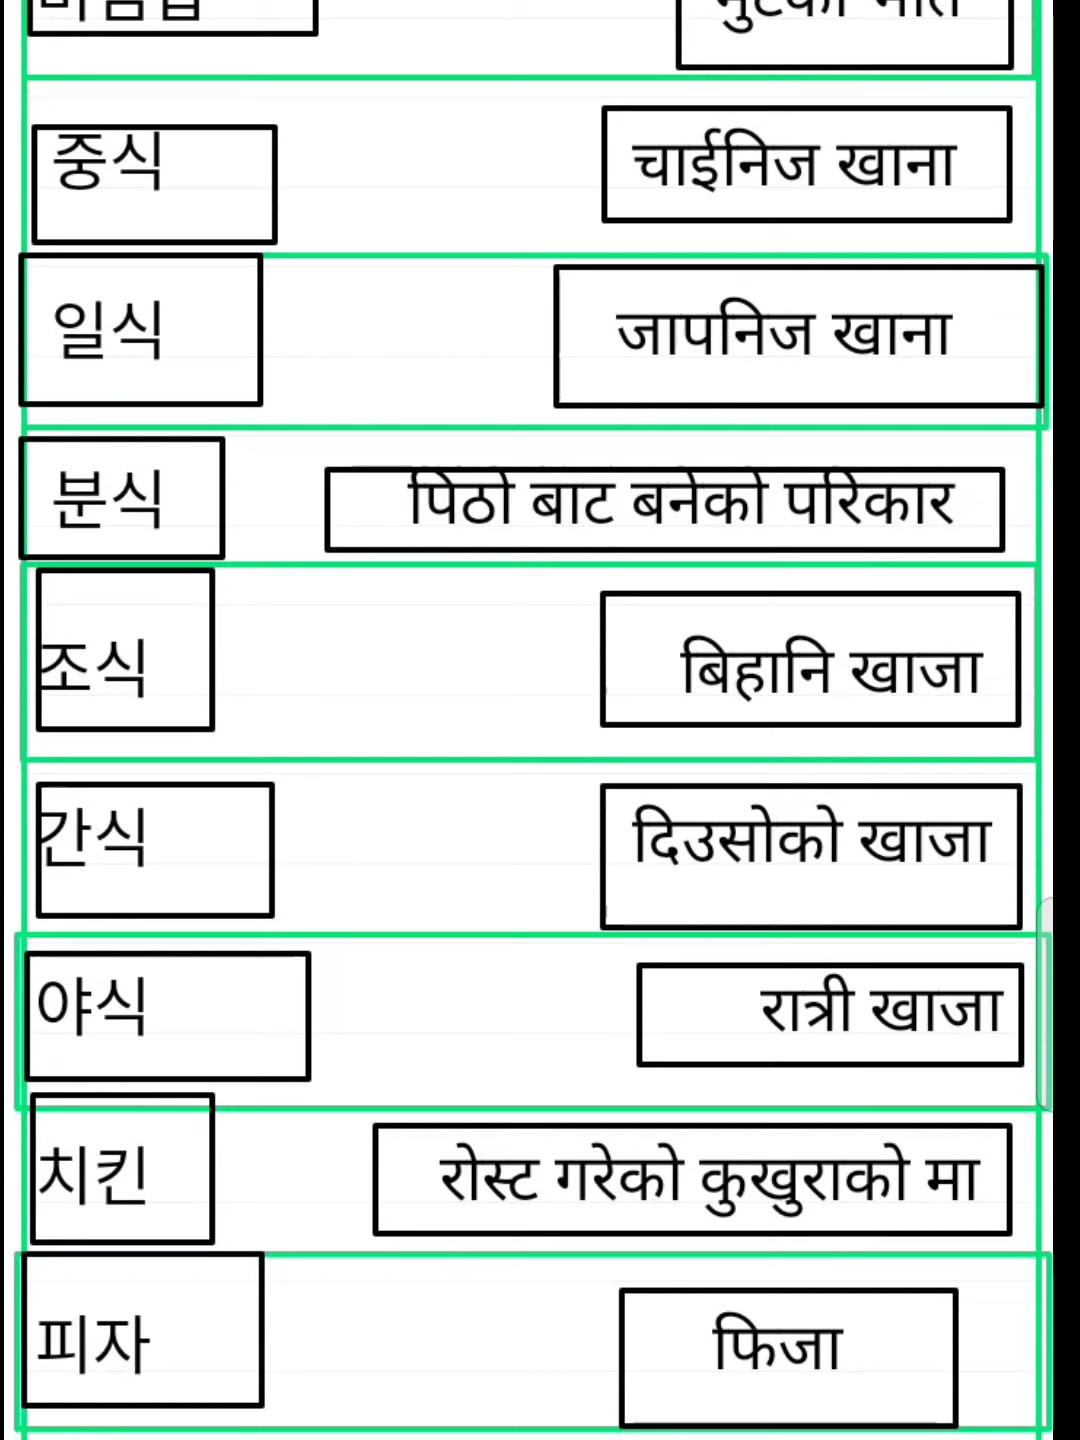 중식 चाईनिज खाना
일식 जापनिज खाना
분식 पिठो बाट बनेको परिकार
조식 बिहानि खाजा
간식 दिउसोको खाजा
야식 रात्री खाजा
치킨 रोस्ट गरेको कुखुराको मा
피자 फिजा